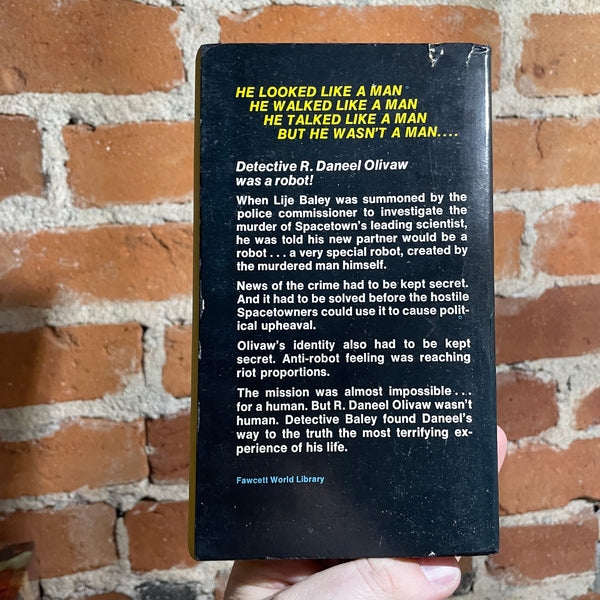 HE LOOKED LIKE A MAN
HE WALKED LIKE A MAN
HE TALKED LIKE A MAN
BUT HE WASN'T A MAN....
Detective R. Daneel Olivaw
was a robot!
When Lije Baley was summoned by the
police commissioner to investigate the
murder of Spacetown's leading scientist,
he was told his new partner would be a
robot... a very special robot, created by
the murdered man himself.
News of the crime had to be kept secret.
And it had to be solved before the hostile
Spacetowners could use it to cause polit-
ical upheaval.
Olivaw's identity also had to be kept
secret. Anti-robot feeling was reaching
riot proportions.
The mission was almost impossible...
for a human. But R. Daneel Olivaw wasn't
human. Detective Baley found Daneel's
way to the truth the most terrifying ex-
perience of his life.
Fawcett World Library